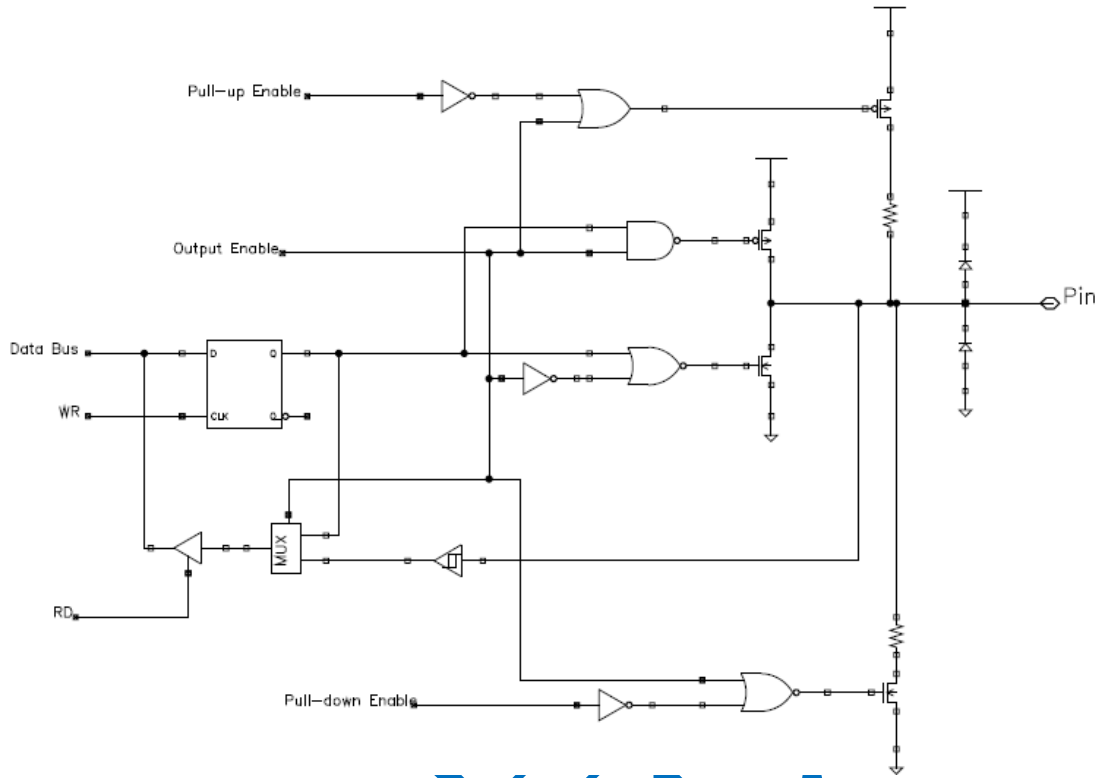 Pull-up Enable
Output Enable
Pin
Data Bus
D
Q
WR
CLK
Q
MUX
RD
Pull-down Enable